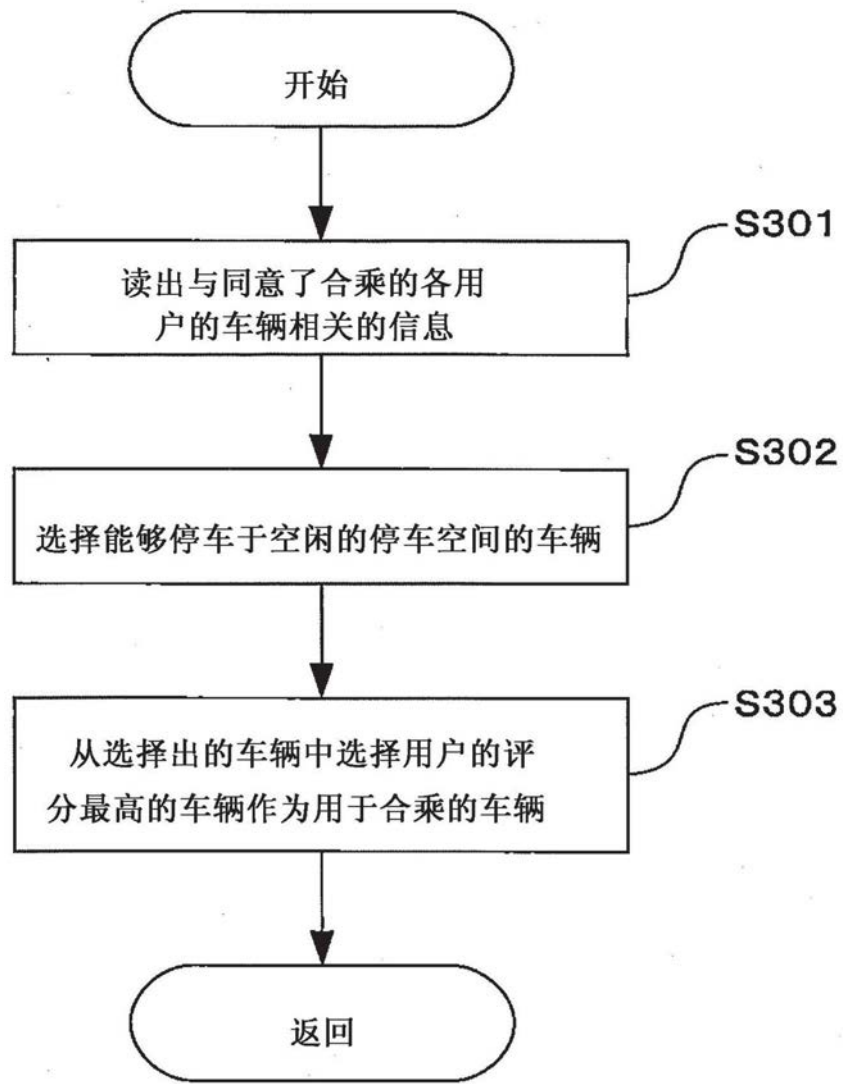 开始
S301
读出与同意了合乘的各用
户的车辆相关的信息
S302
选择能够停车于空闲的停车空间的车辆
S303
从选择出的车辆中选择用户的评
分最高的车辆作为用于合乘的车辆
返回